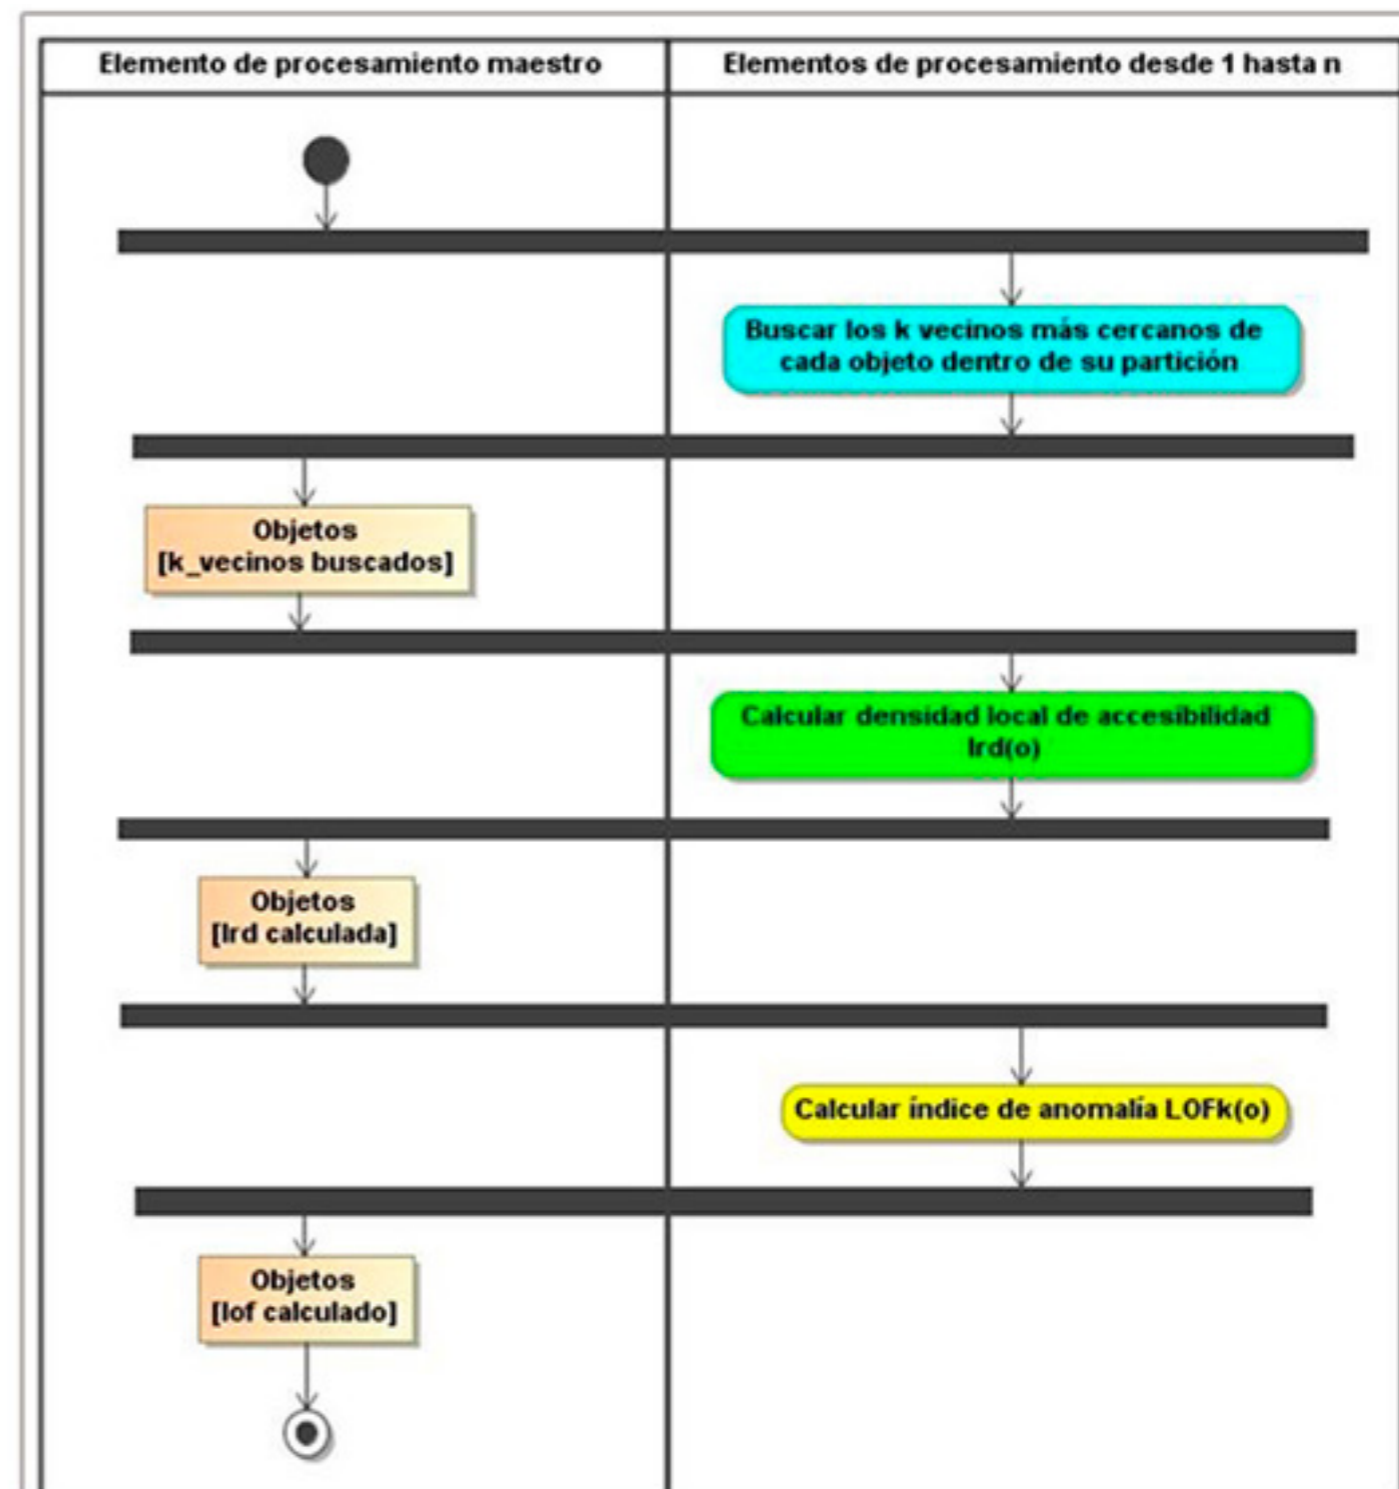 Elemento de procesamiento maestro
Elementos de procesamiento desde 1 hasta n
Buscar los k vecinos más cercanos de
cada objeto dentro de su partición
Objetos
[k_vecinos buscados]
Calcular densidad local de accesibilidad
lrd(o)
Objetos
[lrd calculada]
Calcular índice de anomalía LOFk(o)
Objetos
[lof calculado]